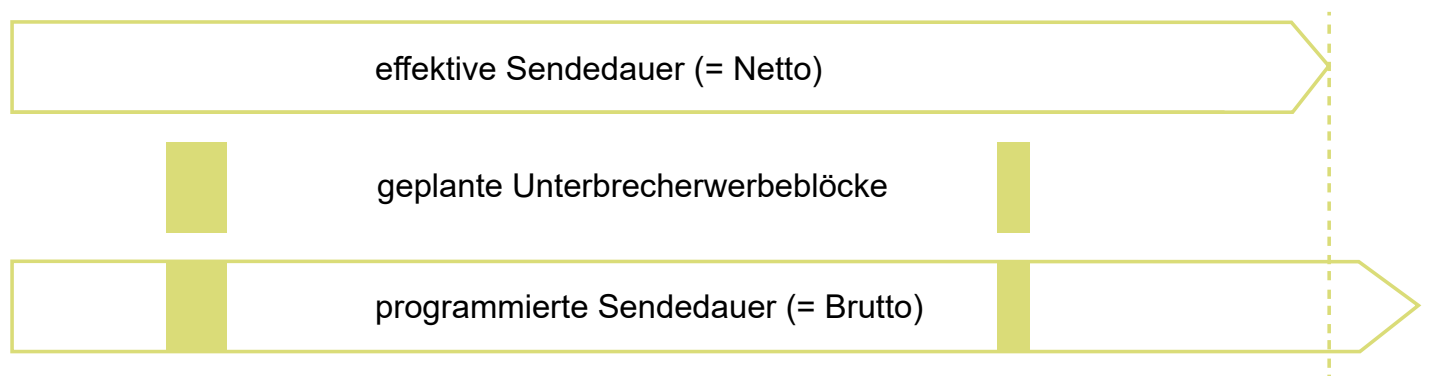 effektive Sendedauer (= Netto)
geplante Unterbrecherwerbeblöcke
programmierte Sendedauer (= Brutto)